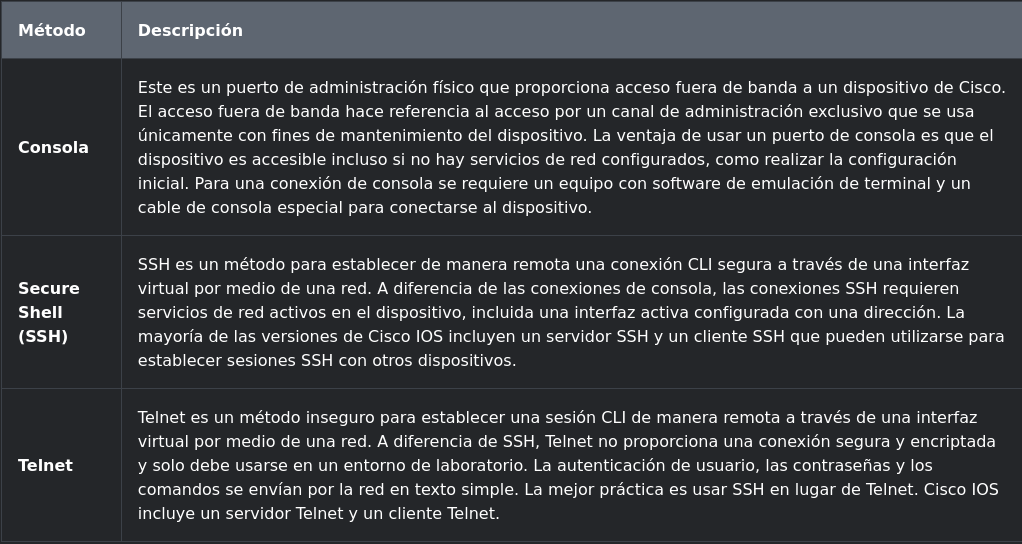 Método
Descripción
Consola
Este es un puerto de administración físico que proporciona acceso fuera de banda a un dispositivo de Cisco.
El acceso fuera de banda hace referencia al acceso por un canal de administración exclusivo que se usa
únicamente con fines de mantenimiento del dispositivo. La ventaja de usar un puerto de consola es que el
dispositivo es accesible incluso si no hay servicios de red configurados, como realizar la configuración
inicial. Para una conexión de consola se requiere un equipo con software de emulación de terminal y un
cable de consola especial para conectarse al dispositivo.
Secure
Shell
(SSH)
SSH es un método para establecer de manera remota una conexión CLI segura a través de una interfaz
virtual por medio de una red. A diferencia de las conexiones de consola, las conexiones SSH requieren
servicios de red activos en el dispositivo, incluida una interfaz activa configurada con una dirección. La
mayoría de las versiones de Cisco IOS incluyen un servidor SSH y un cliente SSH que pueden utilizarse para
establecer sesiones SSH con otros dispositivos.
Telnet
Telnet es un método inseguro para establecer una sesión CLI de manera remota a través de una interfaz
virtual por medio de una red. A diferencia de SSH, Telnet no proporciona una conexión segura y encriptada
y solo debe usarse en un entorno de laboratorio. La autenticación de usuario, las contraseñas y los
comandos se envían por la red en texto simple. La mejor práctica es usar SSH en lugar de Telnet. Cisco IOS
incluye un servidor Telnet y un cliente Telnet.